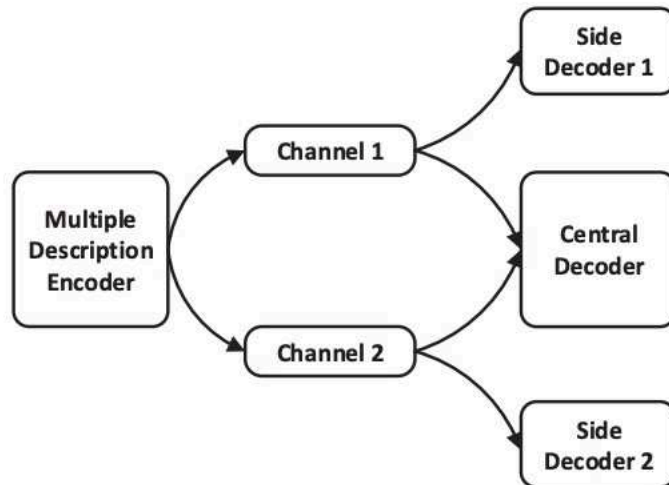 Multiple
Description
Encoder
Channel 1
Channel 2
Side
Decoder 1
Central
Decoder
Side
Decoder 2